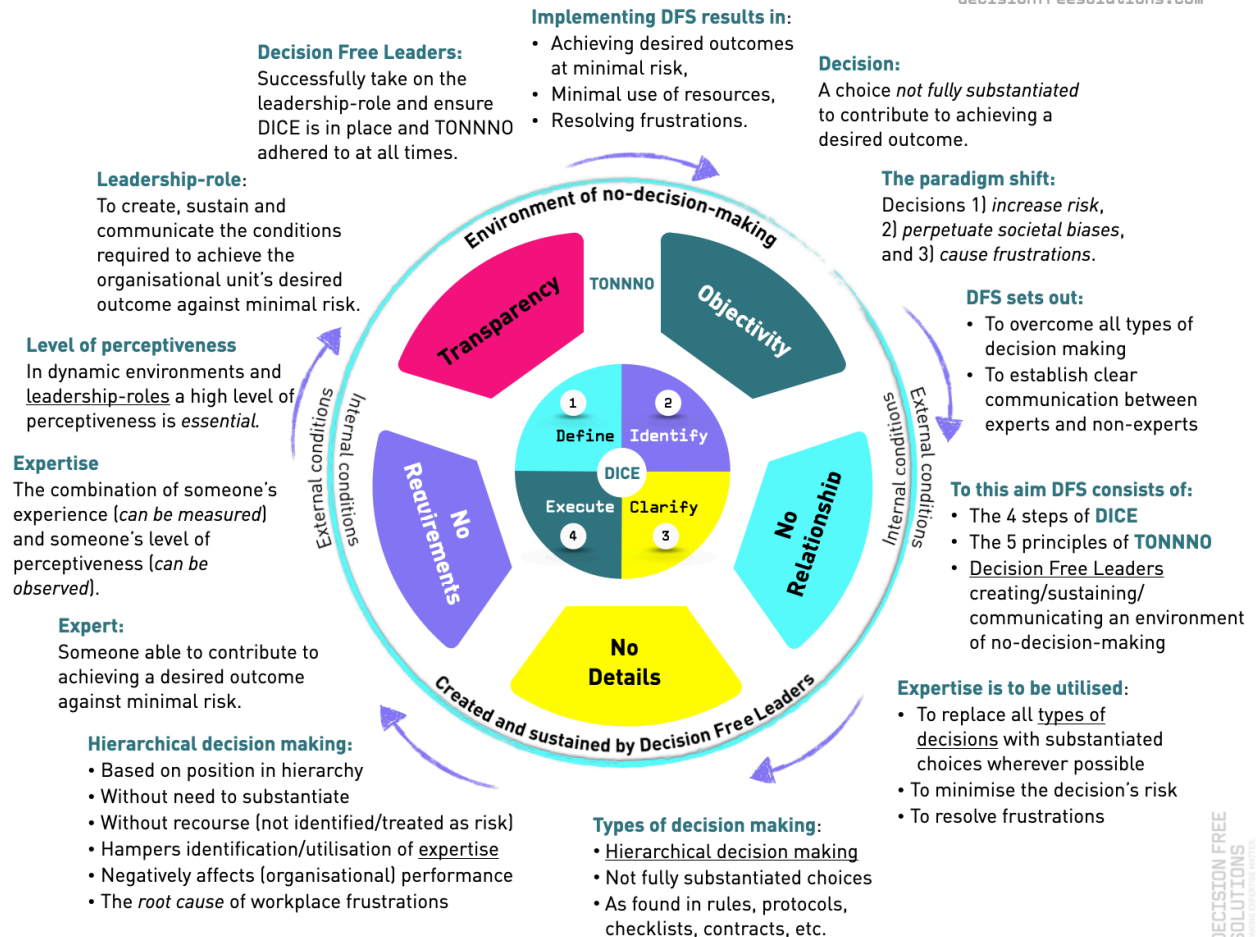 decisionfreesolutions.com
Implementing DFS results in:
• Achieving desired outcomes
at minimal risk,
• Minimal use of resources,
• Resolving frustrations.
Decision:
A choice not fully substantiated
to contribute to achieving a
desired outcome.
The paradigm shift:
Decisions 1) increase risk,
2) perpetuate societal biases,
and 3) cause frustrations.
DFS sets out:
• To overcome all types of
decision making
• To establish clear
communication between
experts and non-experts
To this aim DFS consists of:
• The 4 steps of DICE
• The 5 principles of TONNNO
• Decision Free Leaders
creating/sustaining/
communicating an environment
of no-decision-making
Expertise is to be utilised:
• To replace all types of
decisions with substantiated
choices wherever possible
• To minimise the decision's risk
• To resolve frustrations
Types of decision making:
• Hierarchical decision making
• Not fully substantiated choices
• As found in rules, protocols,
checklists, contracts, etc.
Hierarchical decision making:
• Based on position in hierarchy
• Without need to substantiate
• Without recourse (not identified/treated as risk)
• Hampers identification/utilisation of expertise
• Negatively affects (organisational) performance
• The root cause of workplace frustrations
Expert:
Someone able to contribute to
achieving a desired outcome
against minimal risk.
Expertise
The combination of someone's
experience (can be measured)
and someone's level of
perceptiveness (can be
observed).
Level of perceptiveness
In dynamic environments and
leadership-roles a high level of
perceptiveness is essential.
Leadership-role:
To create, sustain and
communicate the conditions
required to achieve the
organisational unit's desired
outcome against minimal risk.
Decision Free Leaders:
Successfully take on the
leadership-role and ensure
DICE is in place and TONNNO
adhered to at all times.
Environment of no-decision-making
External conditions
Internal conditions
Internal conditions
External conditions
Created and sustained by Decision Free Leaders
TONNNO
Transparency
Objectivity
No
Relationship
No
Details
No
Requirements
DICE
1
Define
2
Identify
Clarify
3
Execute
4
DECISION FREE
SOLUTIONS